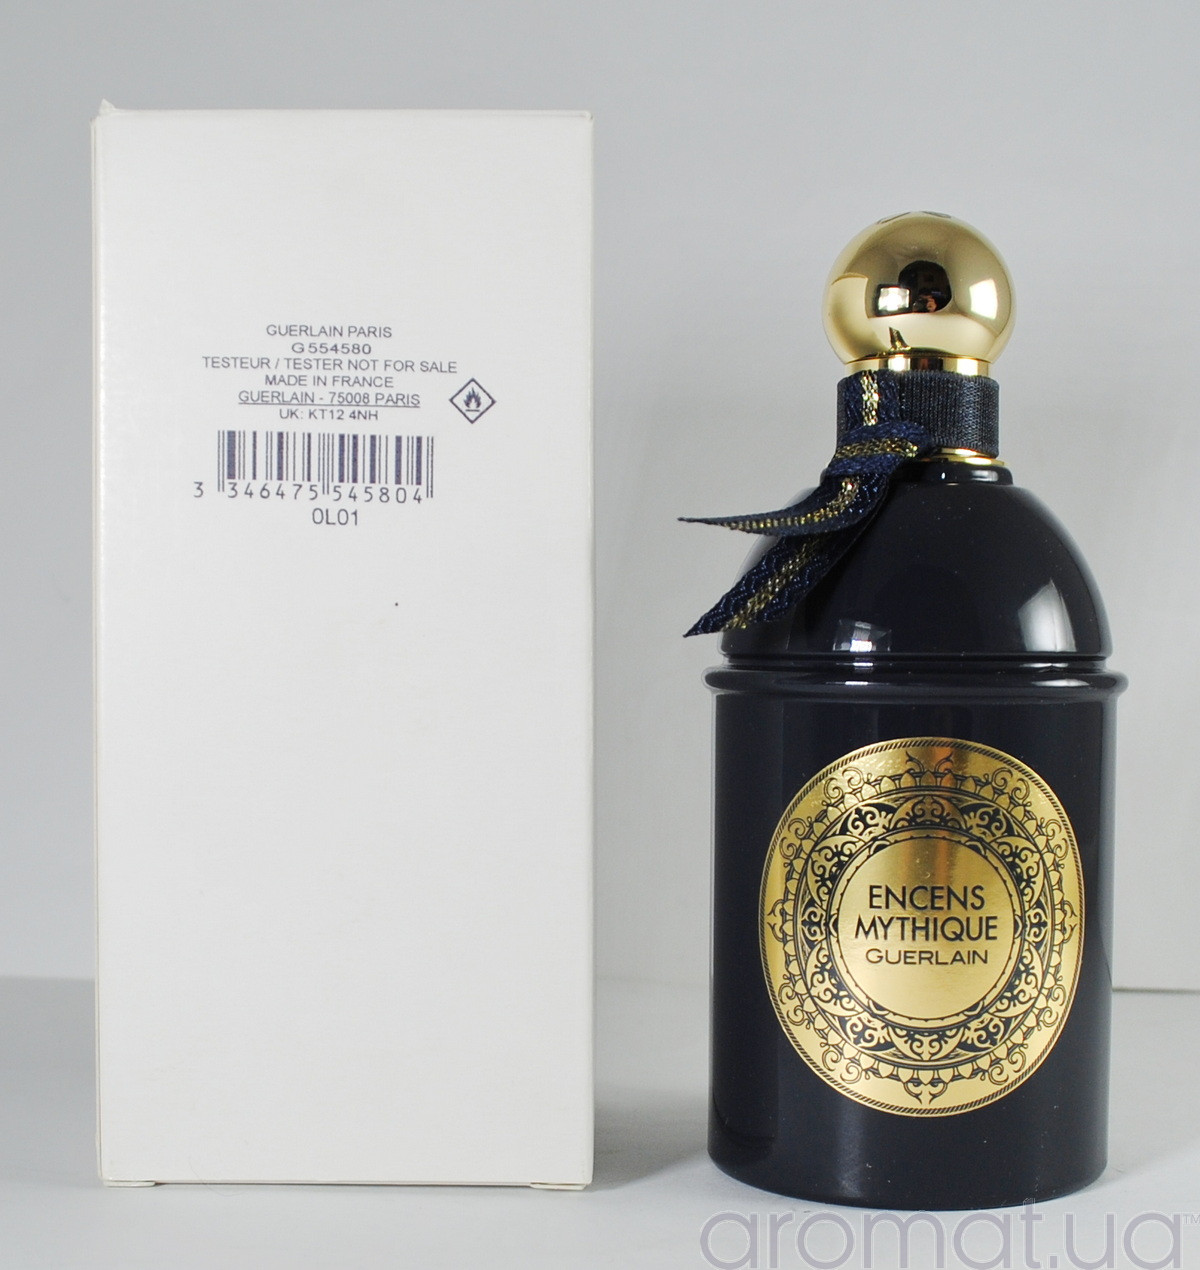 GUERLAIN PARIS
G554580
TESTEUR / TESTER NOT FOR SALE
MADE IN FRANCE
GUERLAIN - 75008 PARIS
UK: KT12 4NH
3 346475 545804
0L01
ENCENS
MYTHIQUE
GUERLAIN
aromat.ua™